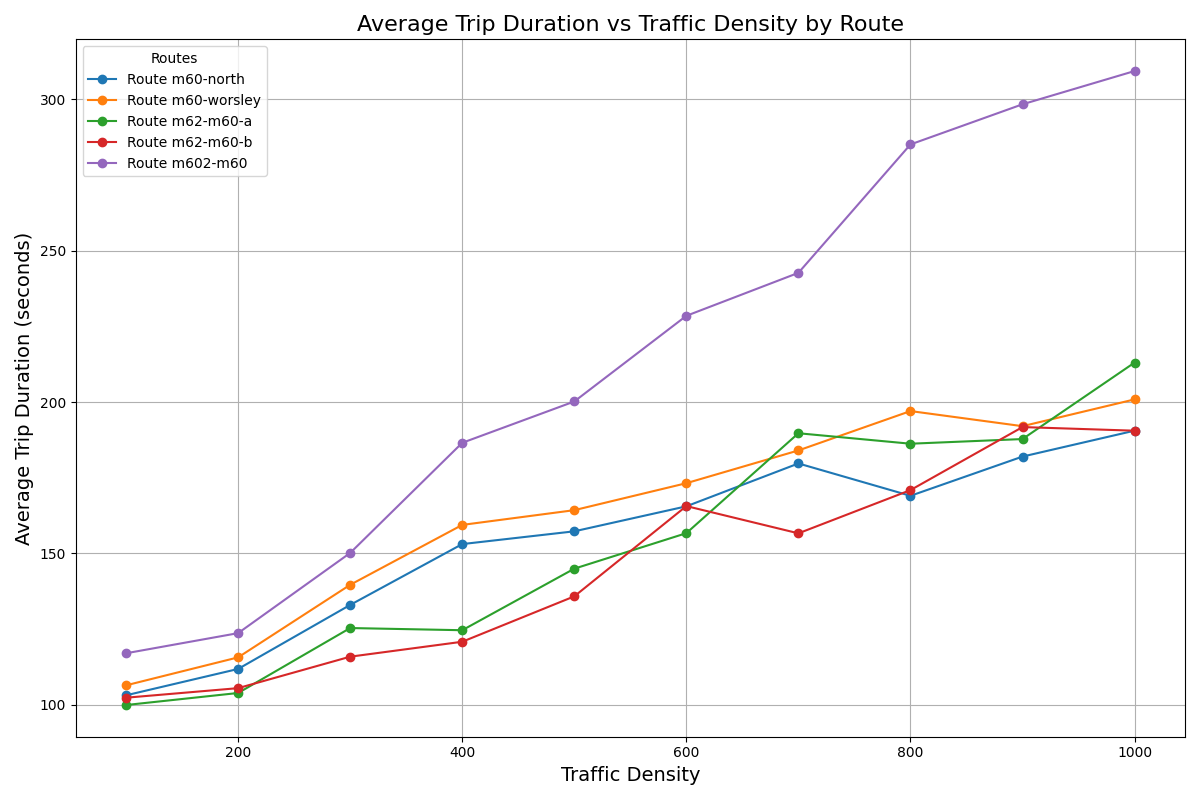 Average Trip Duration vs Traffic Density by Route
Routes
Route m60-north
Route m60-worsley
Route m62-m60-a
Route m62-m60-b
Route m602-m60
Average Trip Duration (seconds)
300
250
200
150
100
200 400 600 800 1000
Traffic Density